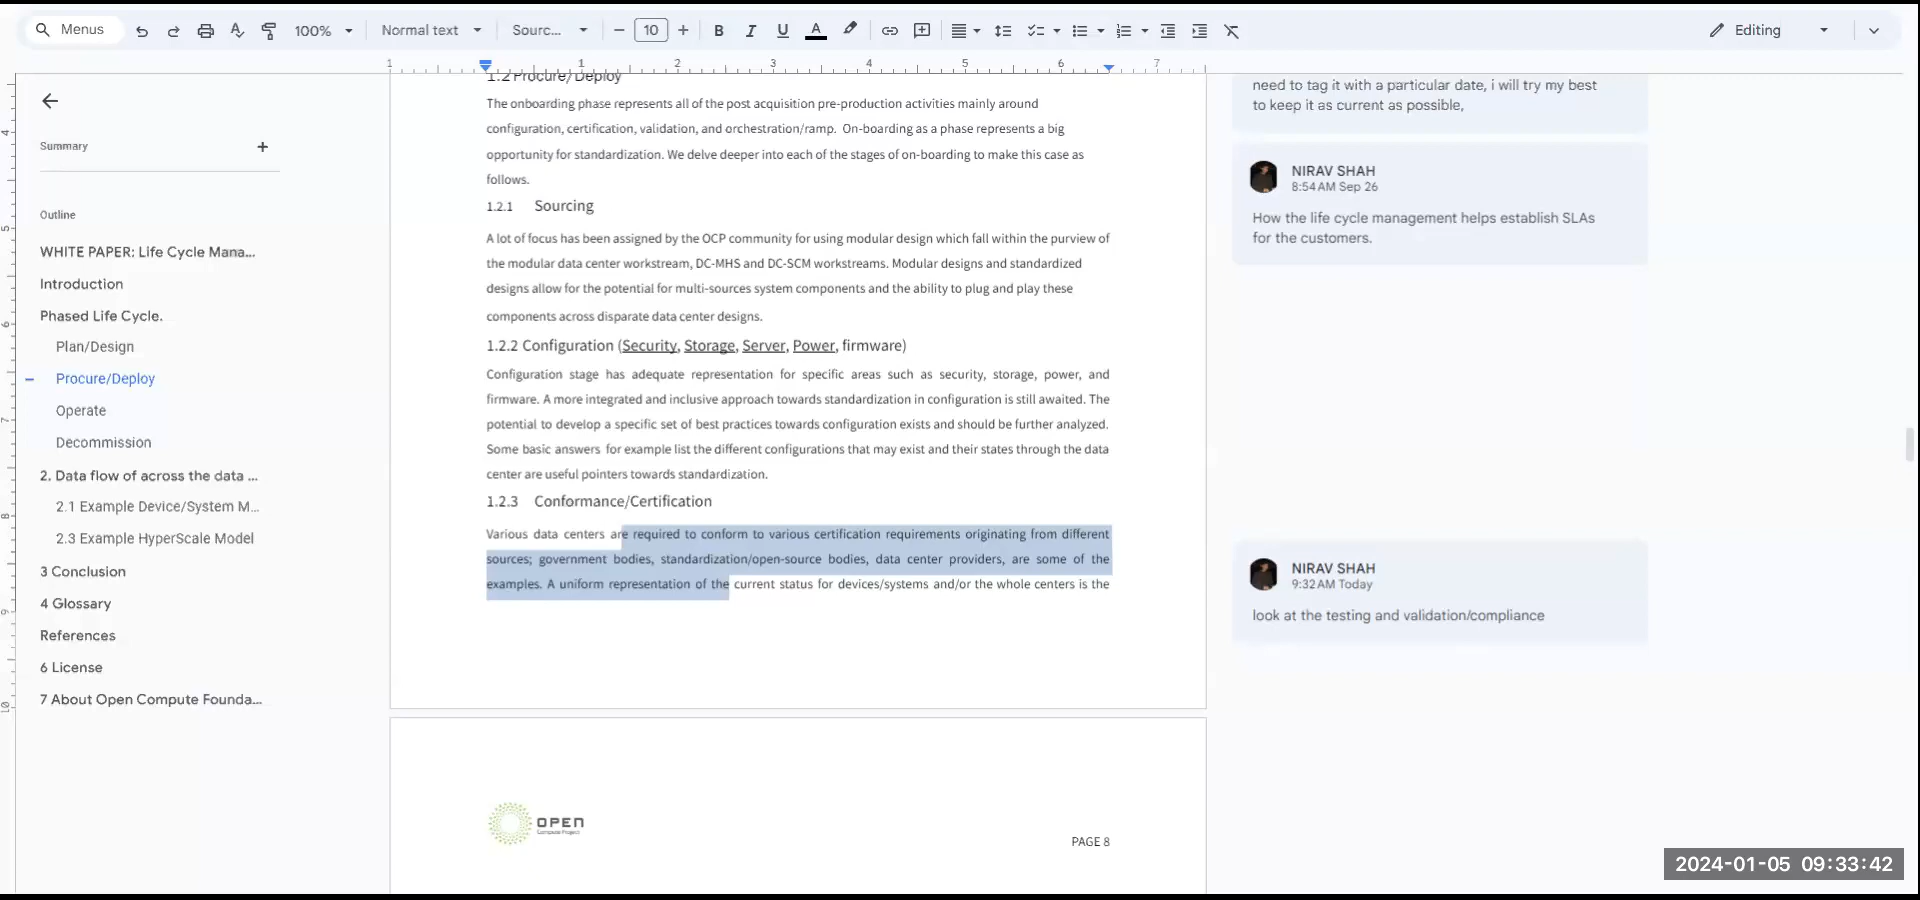 Menus
100%
Normal text
Sourc...
10
Editing
1 1 2 3 4 5 6 7
4
5
6
7
8
9
10
Summary
Outline
WHITE PAPER: Life Cycle Mana...
Introduction
Phased Life Cycle.
Plan/Design
Procure/Deploy
Operate
Decommission
2. Data flow of across the data ...
2.1 Example Device/System M...
2.3 Example HyperScale Model
3 Conclusion
4 Glossary
References
6 License
7 About Open Compute Founda...
1.2 Procure/Deploy
The onboarding phase represents all of the post acquisition pre-production activities mainly around
configuration, certification, validation, and orchestration/ramp. On-boarding as a phase represents a big
opportunity for standardization. We delve deeper into each of the stages of on-boarding to make this case as
follows.
1.2.1 Sourcing
A lot of focus has been assigned by the OCP community for using modular design which fall within the purview of
the modular data center workstream, DC-MHS and DC-SCM workstreams. Modular designs and standardized
designs allow for the potential for multi-sources system components and the ability to plug and play these
components across disparate data center designs.
1.2.2 Configuration (Security, Storage, Server, Power, firmware)
Configuration stage has adequate representation for specific areas such as security, storage, power, and
firmware. A more integrated and inclusive approach towards standardization in configuration is still awaited. The
potential to develop a specific set of best practices towards configuration exists and should be further analyzed.
Some basic answers for example list the different configurations that may exist and their states through the data
center are useful pointers towards standardization.
1.2.3 Conformance/Certification
Various data centers are required to conform to various certification requirements originating from different
sources; government bodies, standardization/open-source bodies, data center providers, are some of the
examples. A uniform representation of the current status for devices/systems and/or the whole centers is the
OPEN
Compute Project
PAGE 8
need to tag it with a particular date, i will try my best
to keep it as current as possible,
NIRAV SHAH
8:54 AM Sep 26
How the life cycle management helps establish SLAs
for the customers.
NIRAV SHAH
9:32 AM Today
look at the testing and validation/compliance
2024-01-05 09:33:42